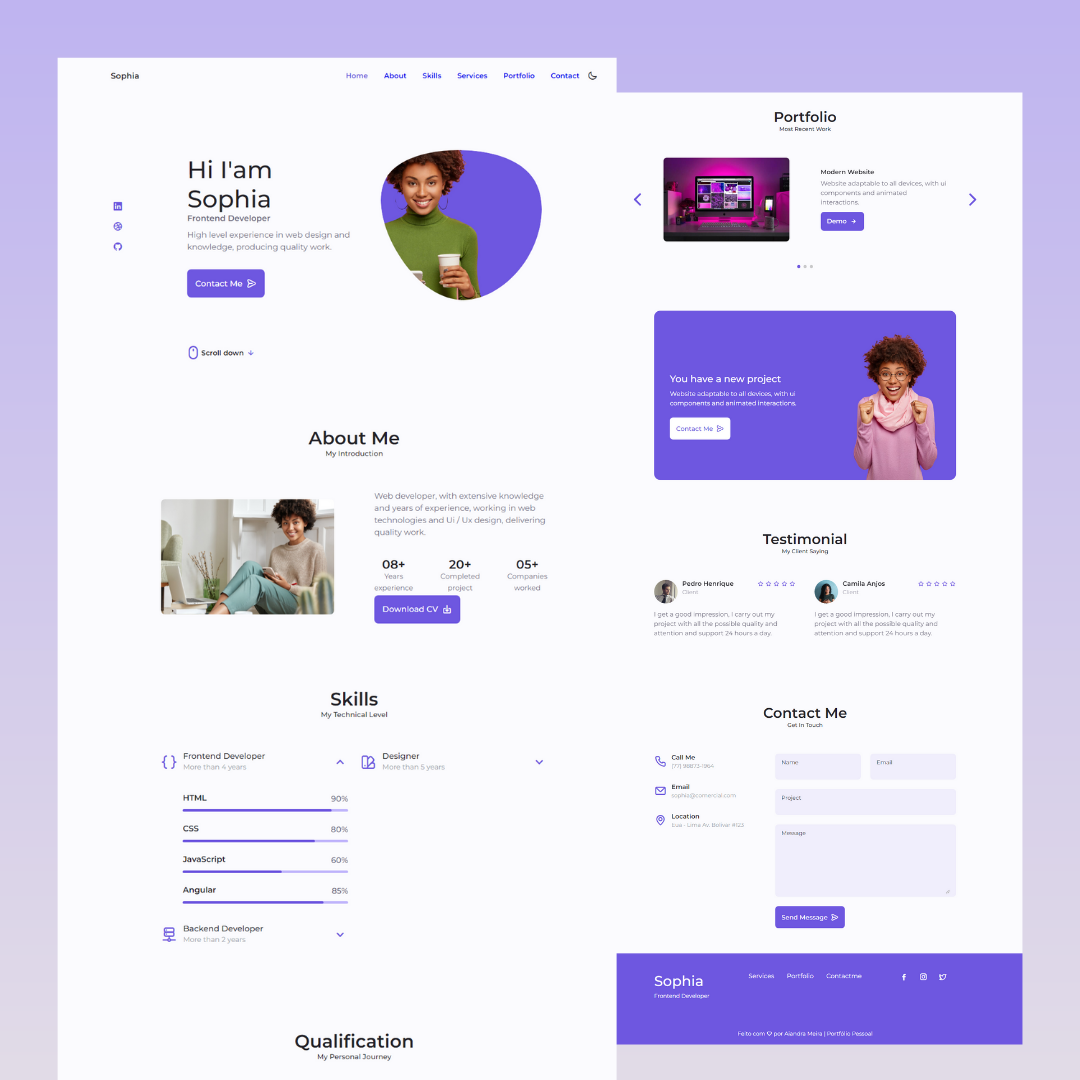 Sophia
Home About Skills Services Portfolio Contact
Hi I'am
Sophia
Frontend Developer
High level experience in web design and
knowledge, producing quality work.
Contact Me
Scroll down
About Me
My Introduction
Web developer, with extensive knowledge
and years of experience, working in web
technologies and Ui / Ux design, delivering
quality work.
08+ 20+ 05+
Years Completed Companies
experience project worked
Download CV
Skills
My Technical Level
Frontend Developer
More than 4 years
HTML 90%
CSS 80%
JavaScript 60%
Angular 85%
Backend Developer
More than 2 years
Designer
More than 5 years
Qualification
My Personal Journey
Portfolio
Most Recent Work
Modern Website
Website adaptable to all devices, with ui
components and animated
interactions.
Demo
You have a new project
Website adaptable to all devices, with ui
components and animated interactions.
Contact Me
Testimonial
My Client Saying
Pedro Henrique
Client
I get a good impression, I carry out my
project with all the possible quality and
attention and support 24 hours a day.
Camila Anjos
Client
I get a good impression, I carry out my
project with all the possible quality and
attention and support 24 hours a day.
Contact Me
Get In Touch
Call Me
(77) 98873-1964
Email
Location
Name
Email
Project
Message
Send Message
Sophia
Frontend Developer
Services Portfolio Contactme
Feito com por Aiandra Meira | Portfólio Pessoal